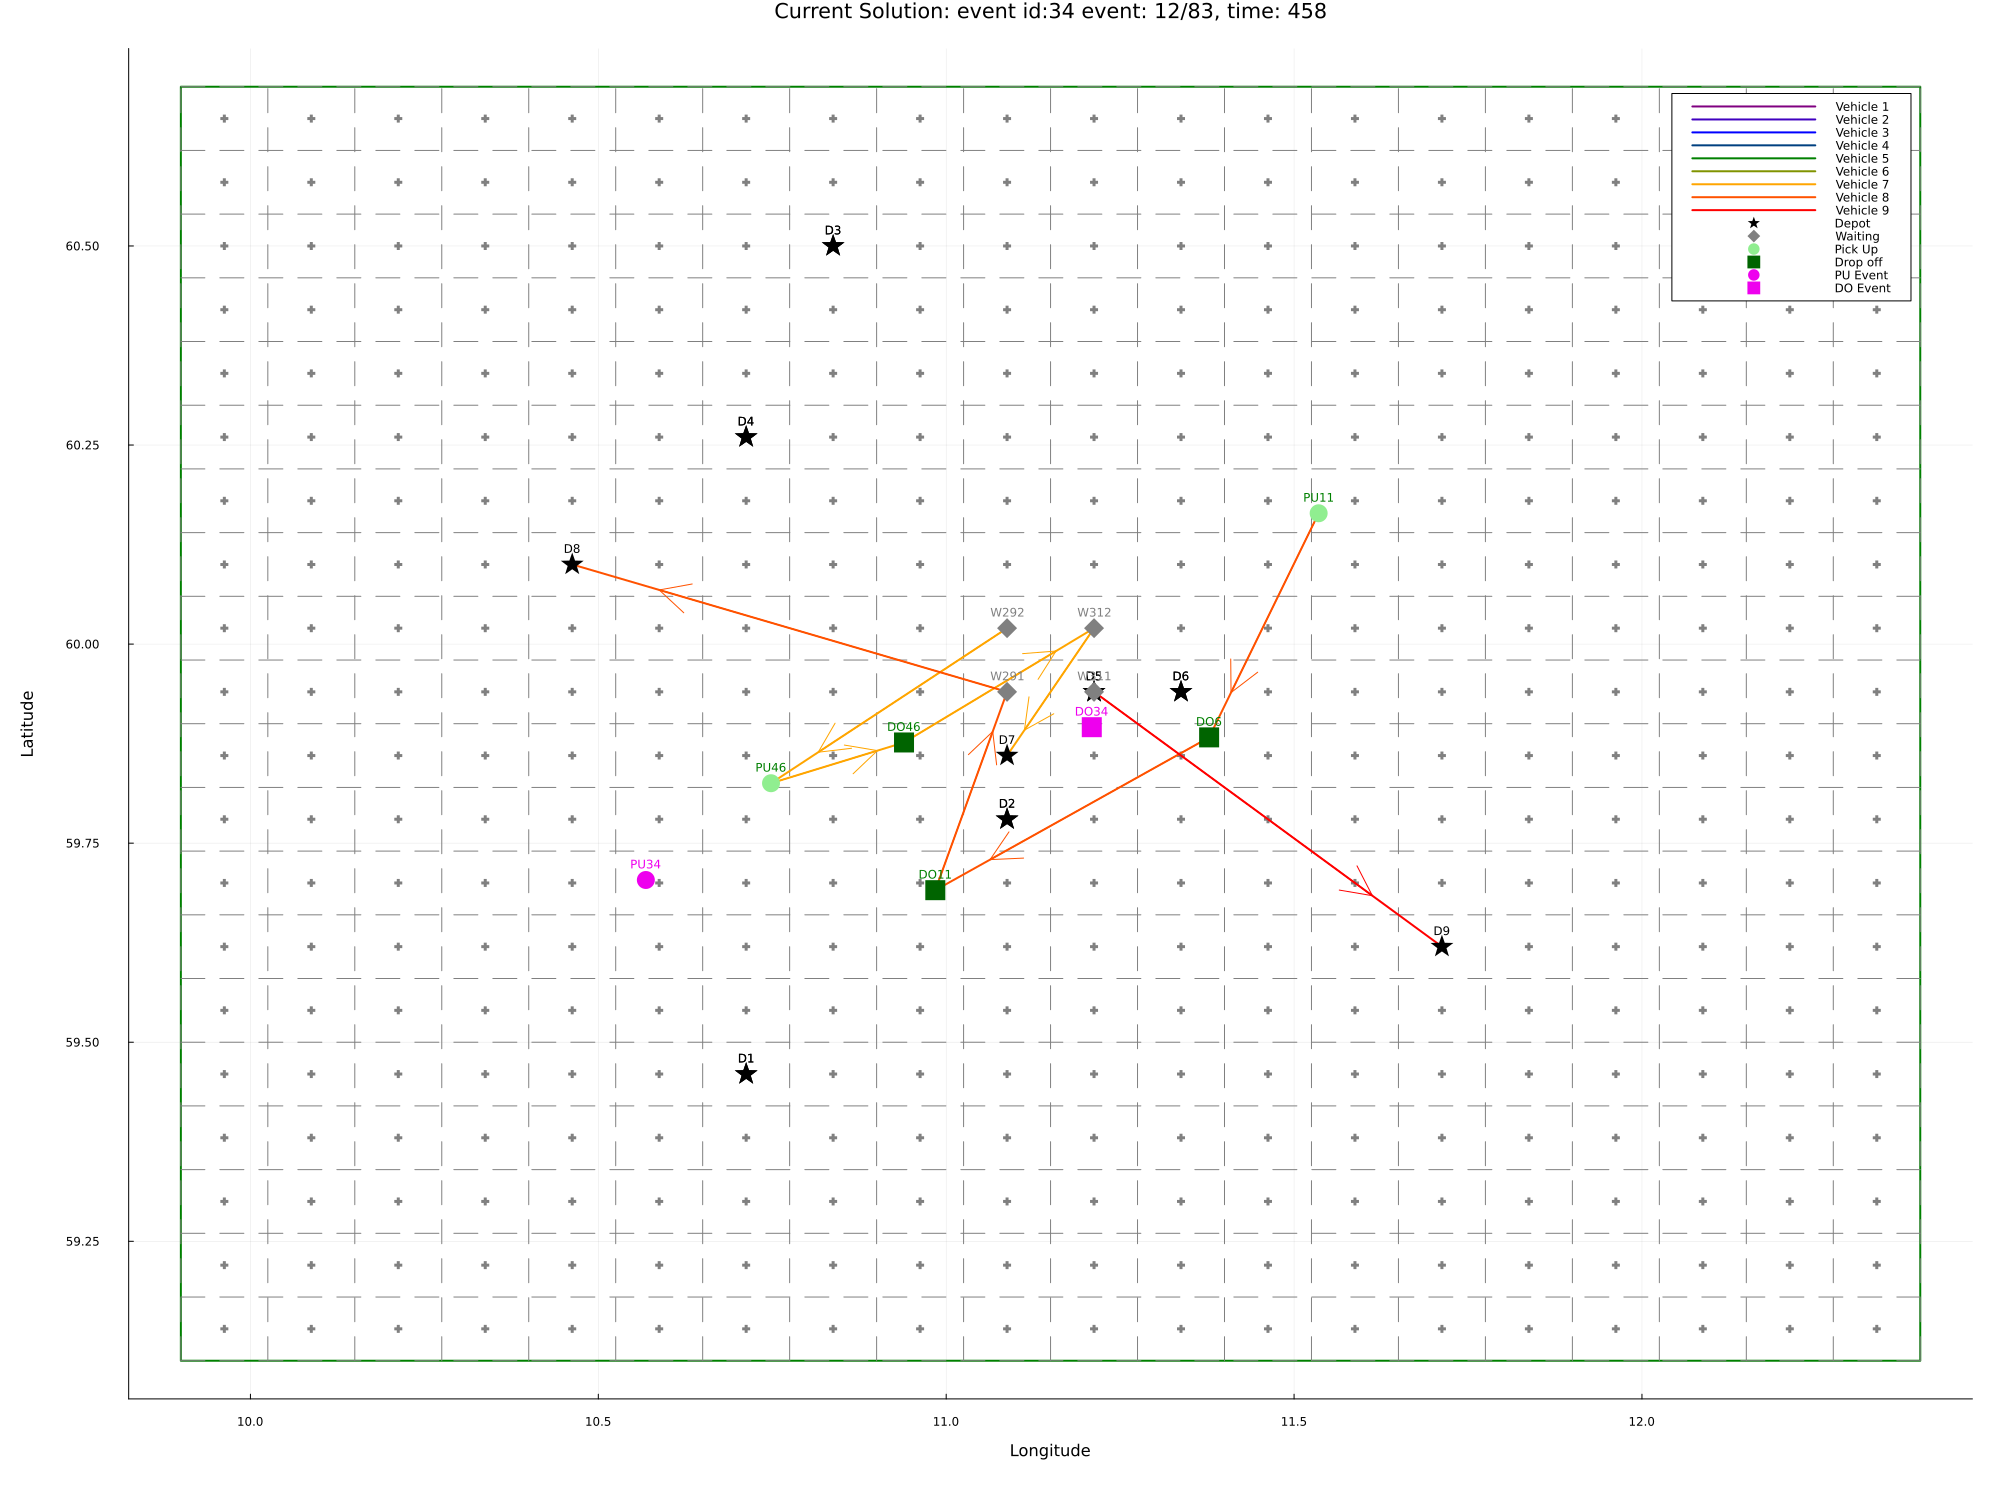 Current Solution: event id:34 event: 12/83, time: 458
Vehicle 1
Vehicle 2
Vehicle 3
Vehicle 4
Vehicle 5
Vehicle 6
Vehicle 7
Vehicle 8
Vehicle 9
Depot
Waiting
Pick Up
Drop off
PU Event
DO Event
D3
60.50
D4
60.25
PU11
D8
W292
W312
60.00
W291
D5
D6
DO34
DO46
DO6
D7
PU46
D2
59.75
PU34
DO11
D9
59.50
D1
59.25
10.0
10.5
11.0
11.5
12.0
Longitude
Latitude